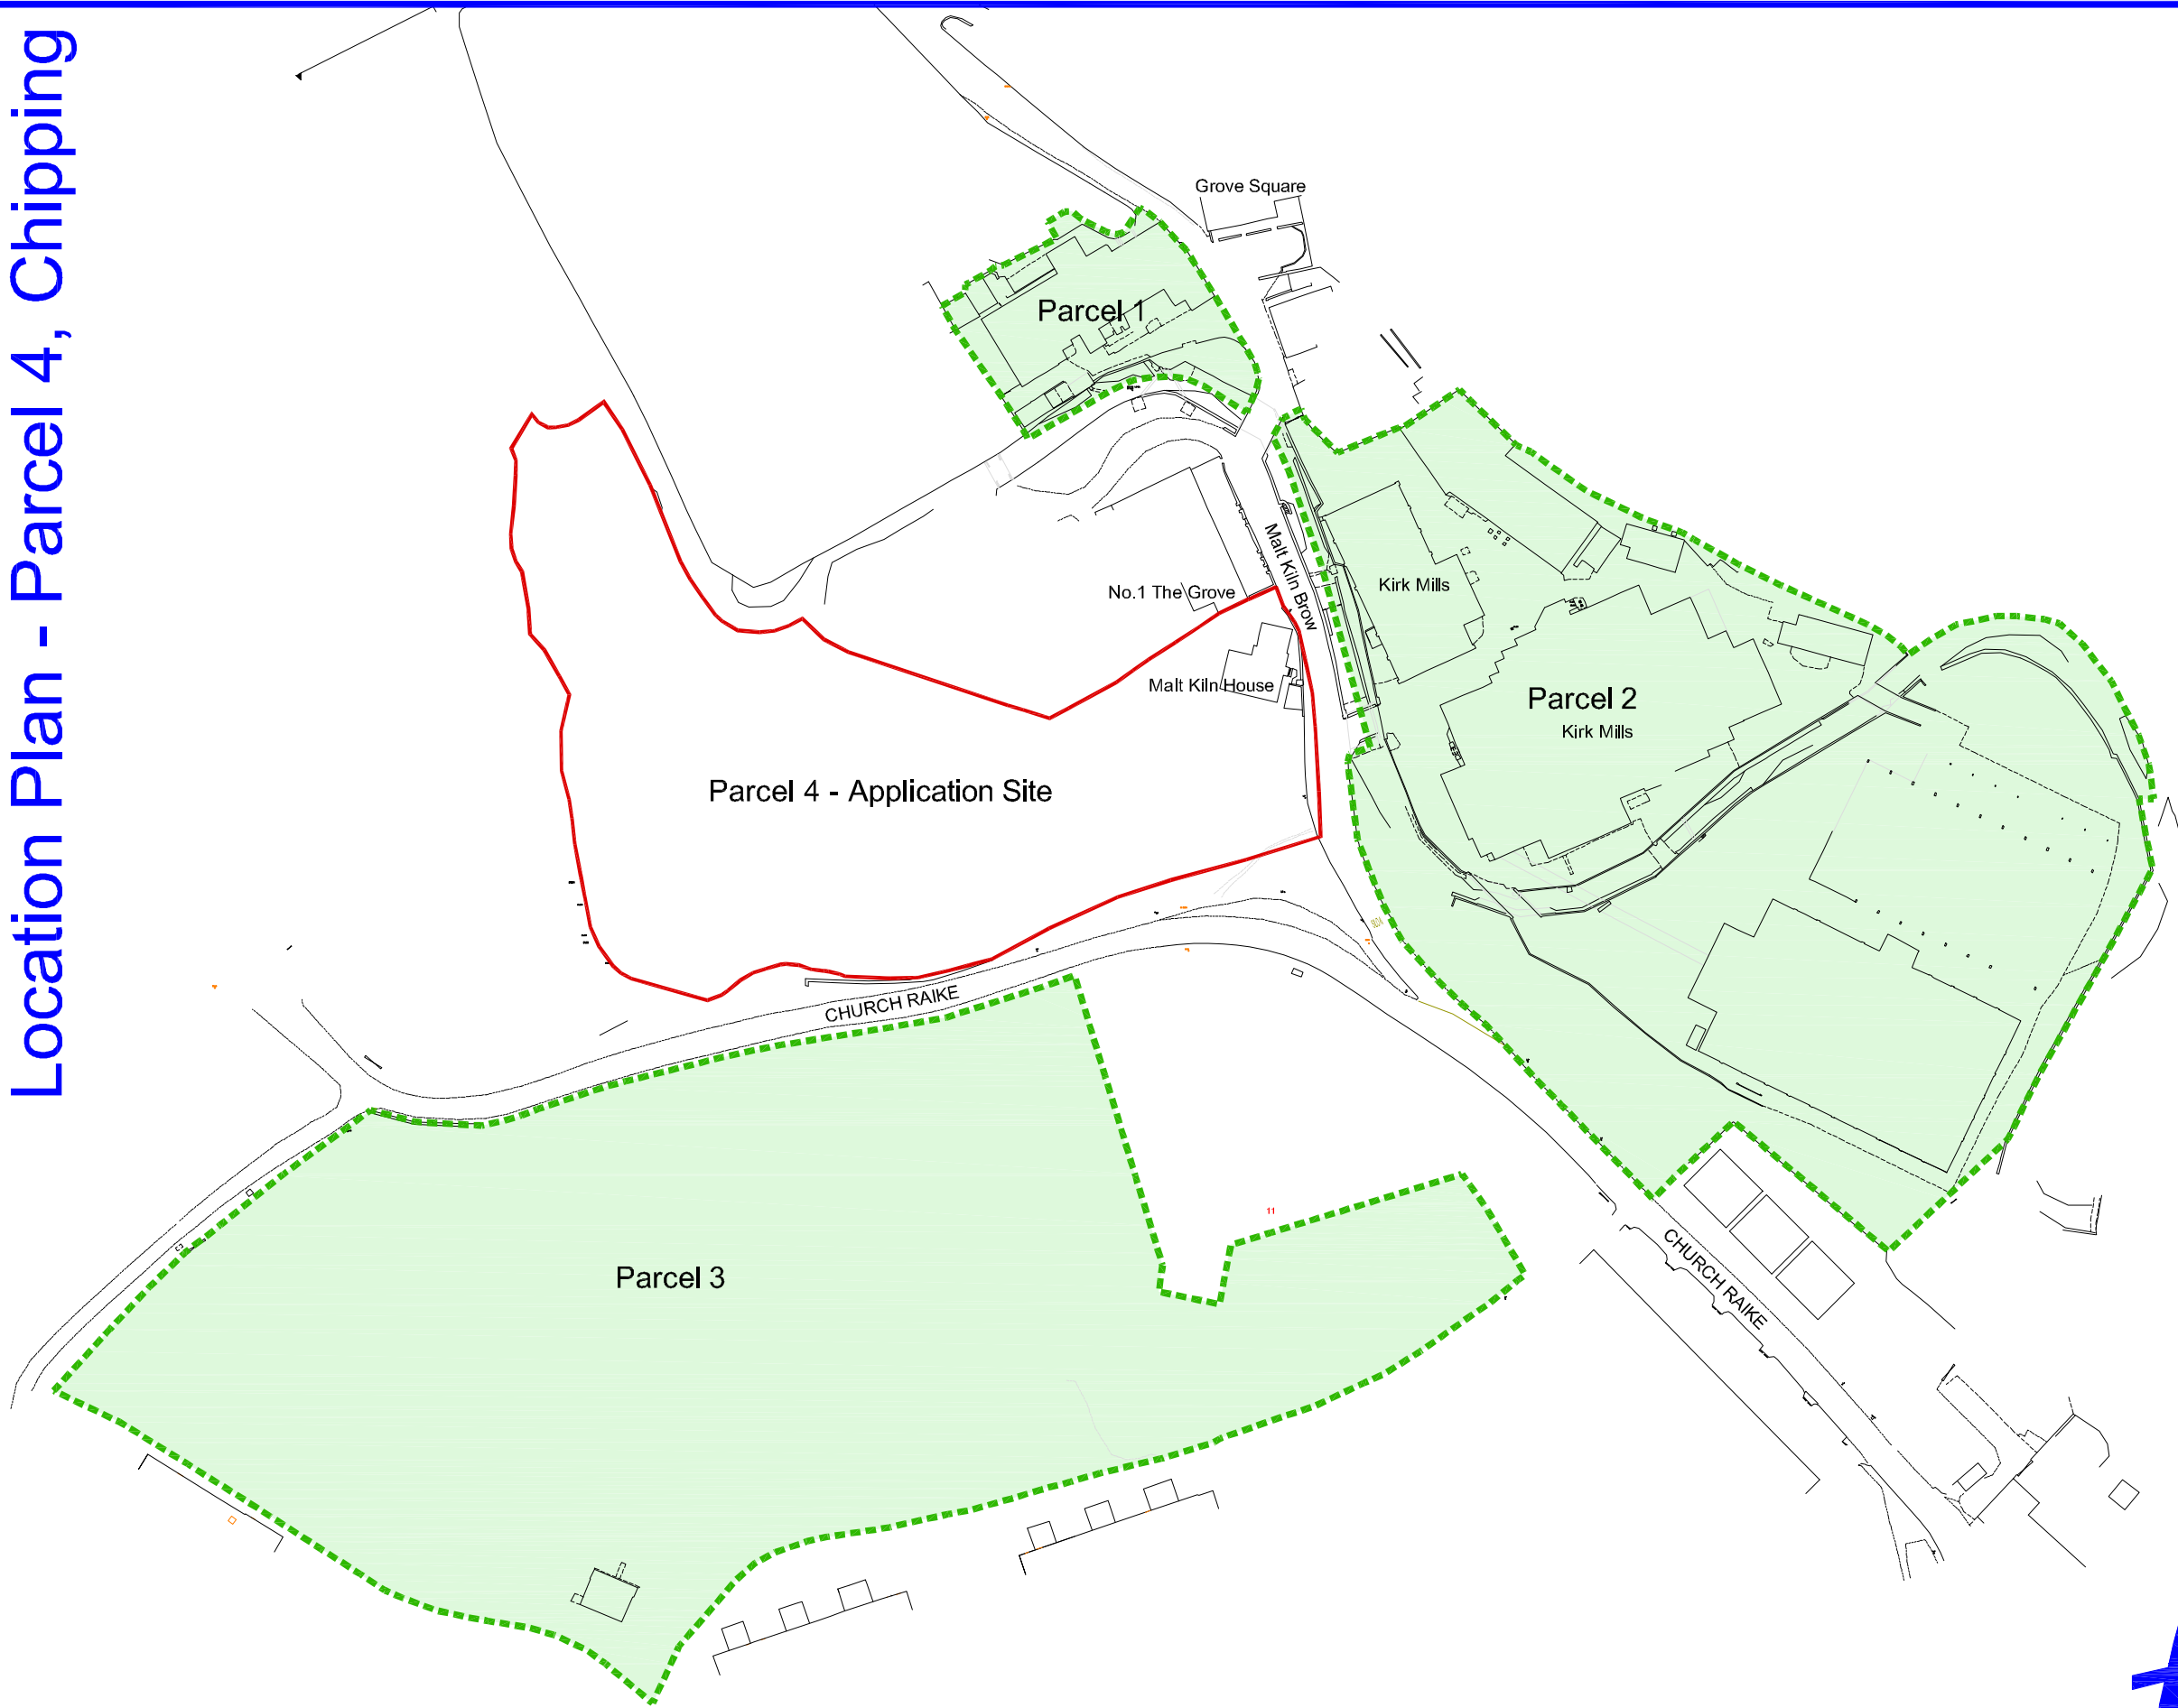 Location Plan - Parcel 4, Chipping
Grove Square
Parcel 1
Malt Kiln Brow
Kirk Mills
No.1 The Grove
Malt Kiln House
Parcel 2
Kirk Mills
Parcel 4 - Application Site
CHURCH RAIKE
11
CHURCH RAIKE
Parcel 3